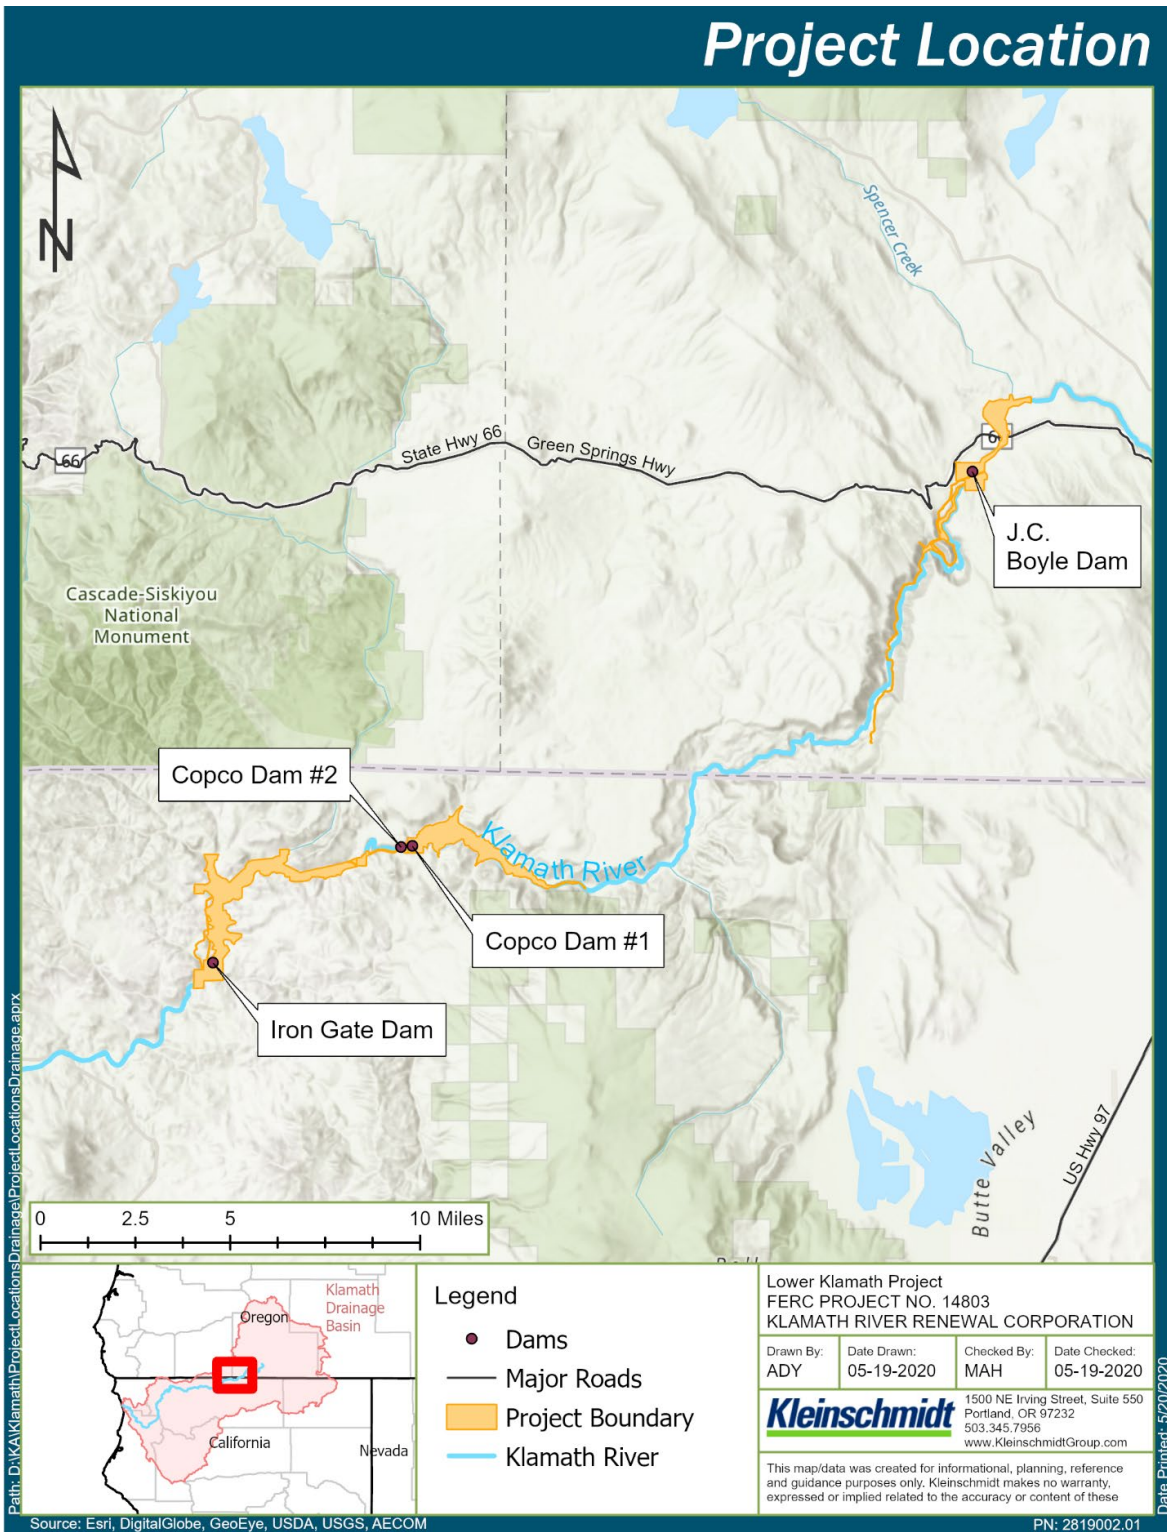 Project Location
N
Spencer Creek
66
State Hwy 66
Green Springs Hwy
J.C.
Boyle Dam
Cascade-Siskiyou
National
Monument
Copco Dam #2
Klamath River
Copco Dam #1
Iron Gate Dam
Butte Valley
US Hwy 97
0 2.5 5 10 Miles
Klamath
Drainage
Basin
Oregon
California
Nevada
Legend
Dams
Major Roads
Project Boundary
Klamath River
Lower Klamath Project
FERC PROJECT NO. 14803
KLAMATH RIVER RENEWAL CORPORATION
Drawn By:
ADY
Date Drawn:
05-19-2020
Checked By:
MAH
Date Checked:
05-19-2020
Kleinschmidt
1500 NE Irving Street, Suite 550
Portland, OR 97232
503.345.7956
www.KleinschmidtGroup.com
This map/data was created for informational, planning, reference
and guidance purposes only. Kleinschmidt makes no warranty,
expressed or implied related to the accuracy or content of these
Path: D:\KA\Klamath\ProjectLocationsDrainage\ProjectLocationsDrainage.aprx
Date Printed: 5/20/2020
Source: Esri, DigitalGlobe, GeoEye, USDA, USGS, AECOM
PN: 2819002.01